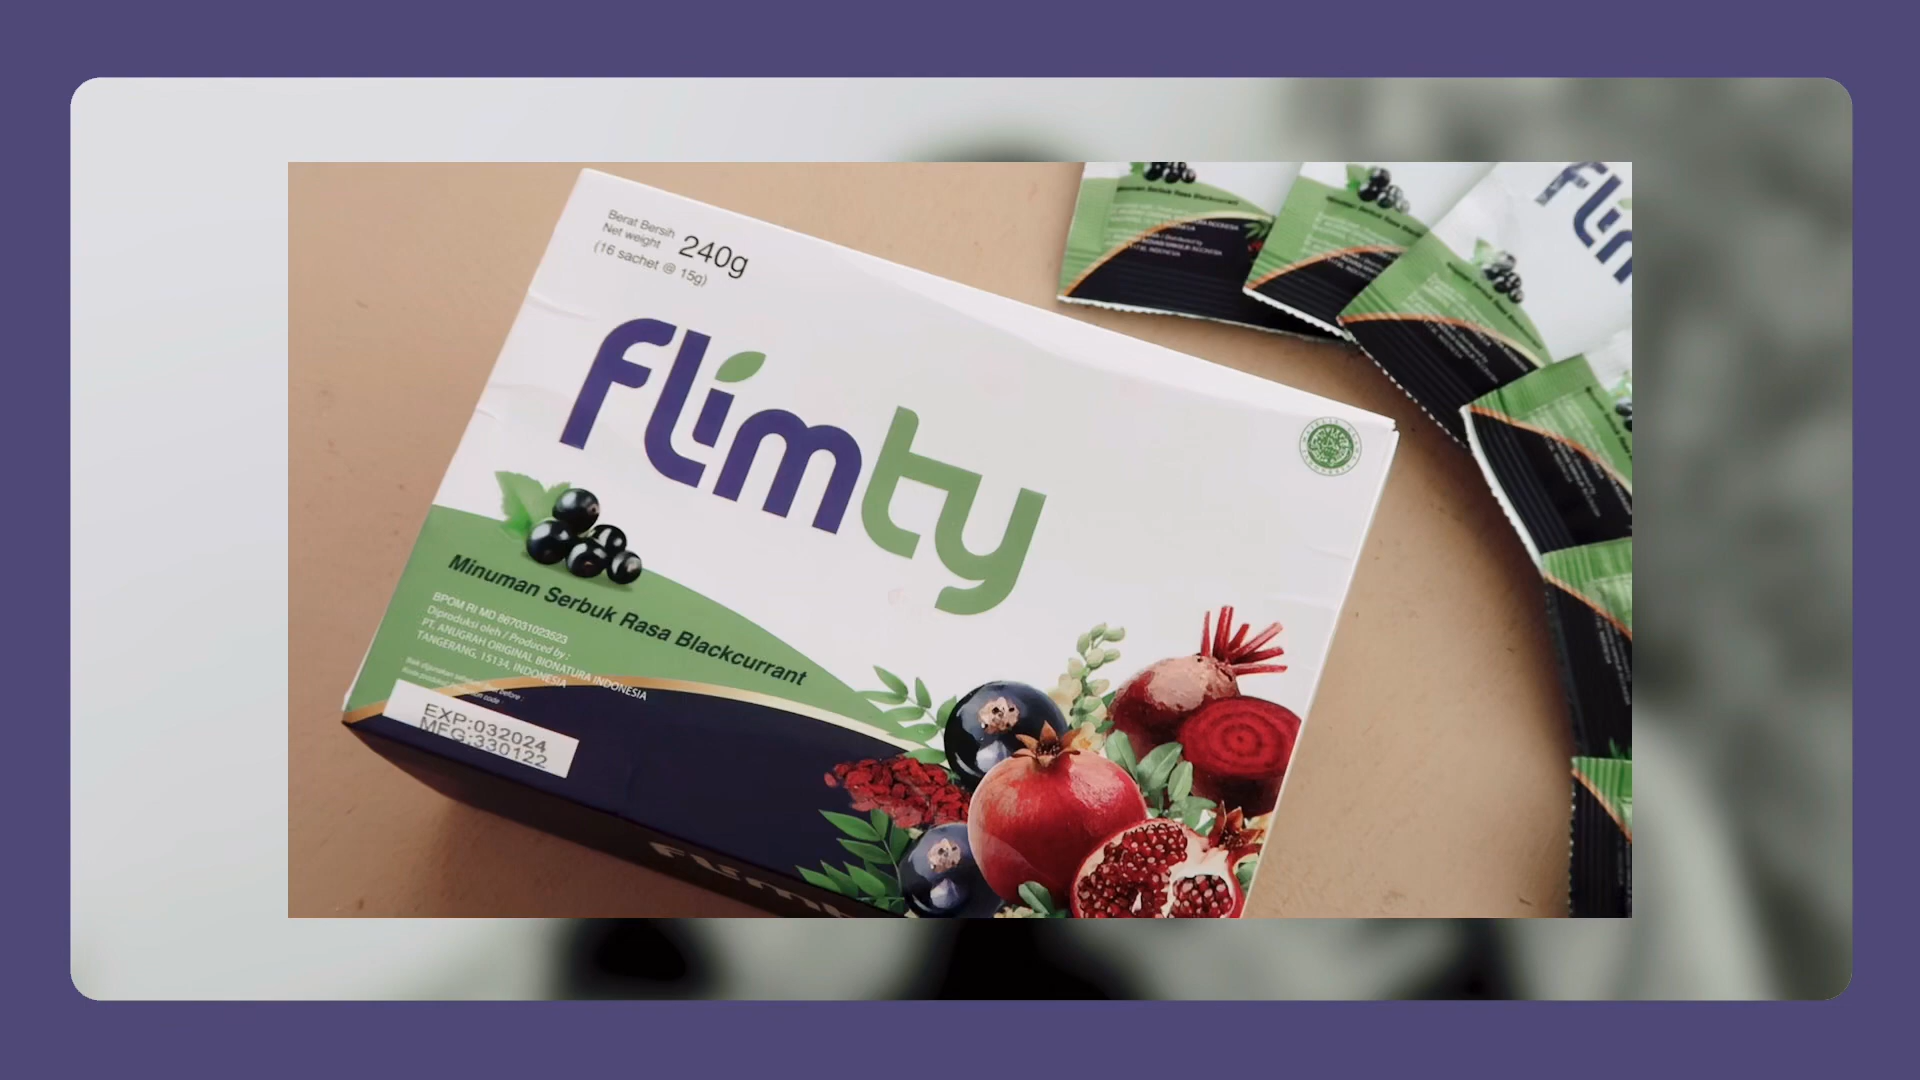 Berat Bersih
Net weight 240g
(16 sachet @ 15g)
flimty
Minuman Serbuk Rasa Blackcurrant
BPOM RI MD 867031023523
Diproduksi oleh / Produced by :
PT. ANUGRAH ORIGINAL BIONATURA INDONESIA
TANGERANG, 15134, INDONESIA
EXP:032024
MFG:330122